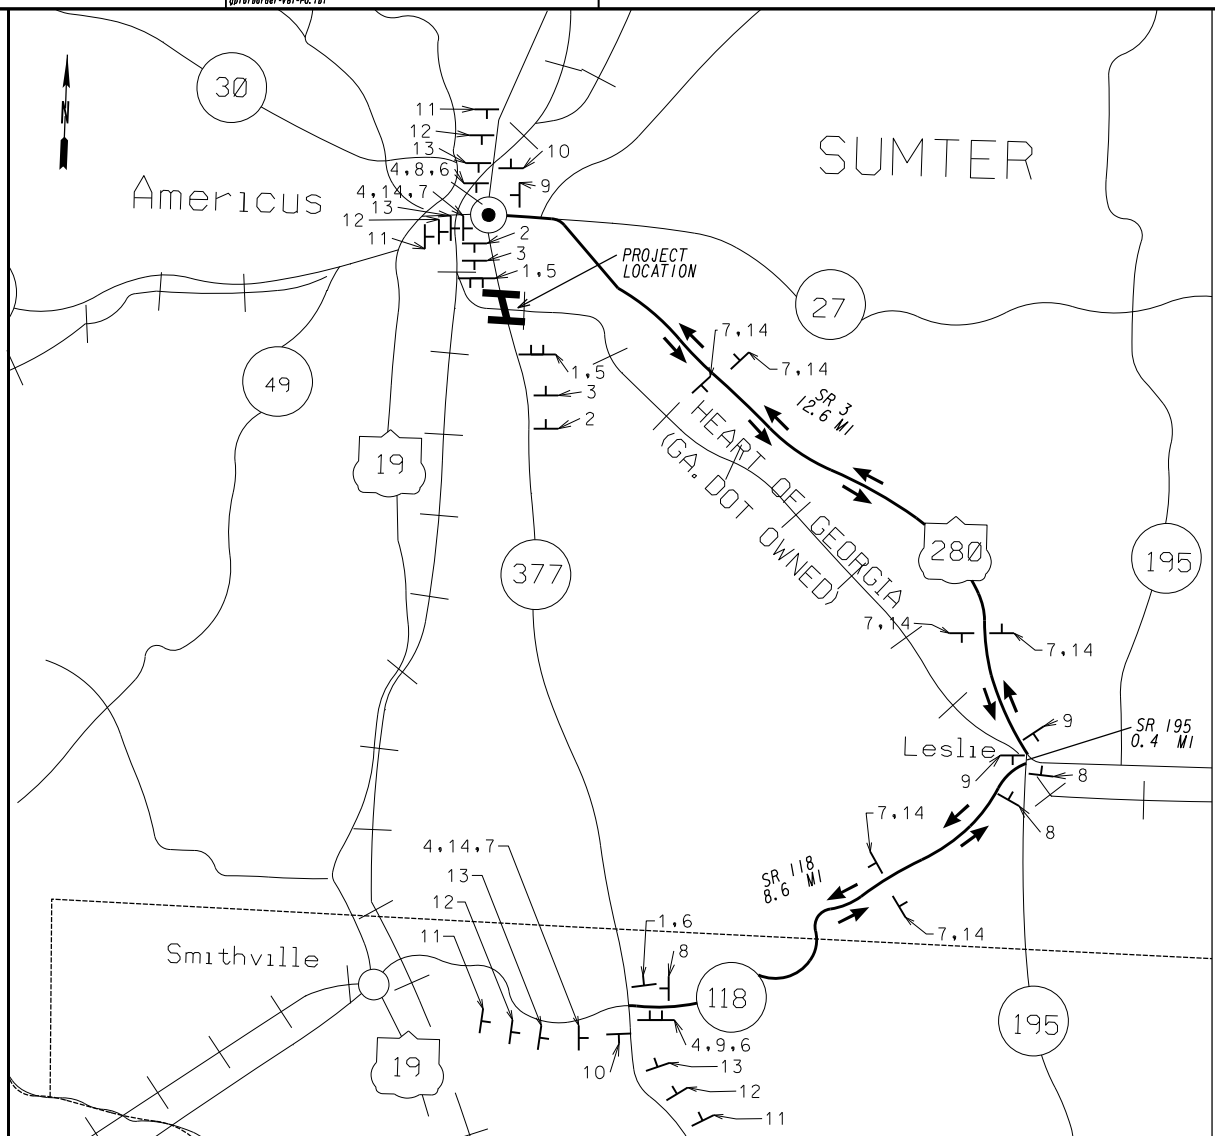 gptborder-V8i-PO.tbl
30
N
SUMTER
Americus
11
12
13
4,8,6
4,14,7
13
12
11
10
9
2
3
1,5
PROJECT
LOCATION
27
7,14
7,14
1,5
3
2
49
SR 3
12.6 MI
19
HEART OF GEORGIA
(GA. DOT OWNED)
280
377
195
7,14
7,14
9
SR 195
0.4 MI
Leslie
9
8
8
7,14
SR 118
8.6 MI
4,14,7
13
12
11
1,6
8
7,14
Smithville
118
195
19
4,9,6
10
13
12
11